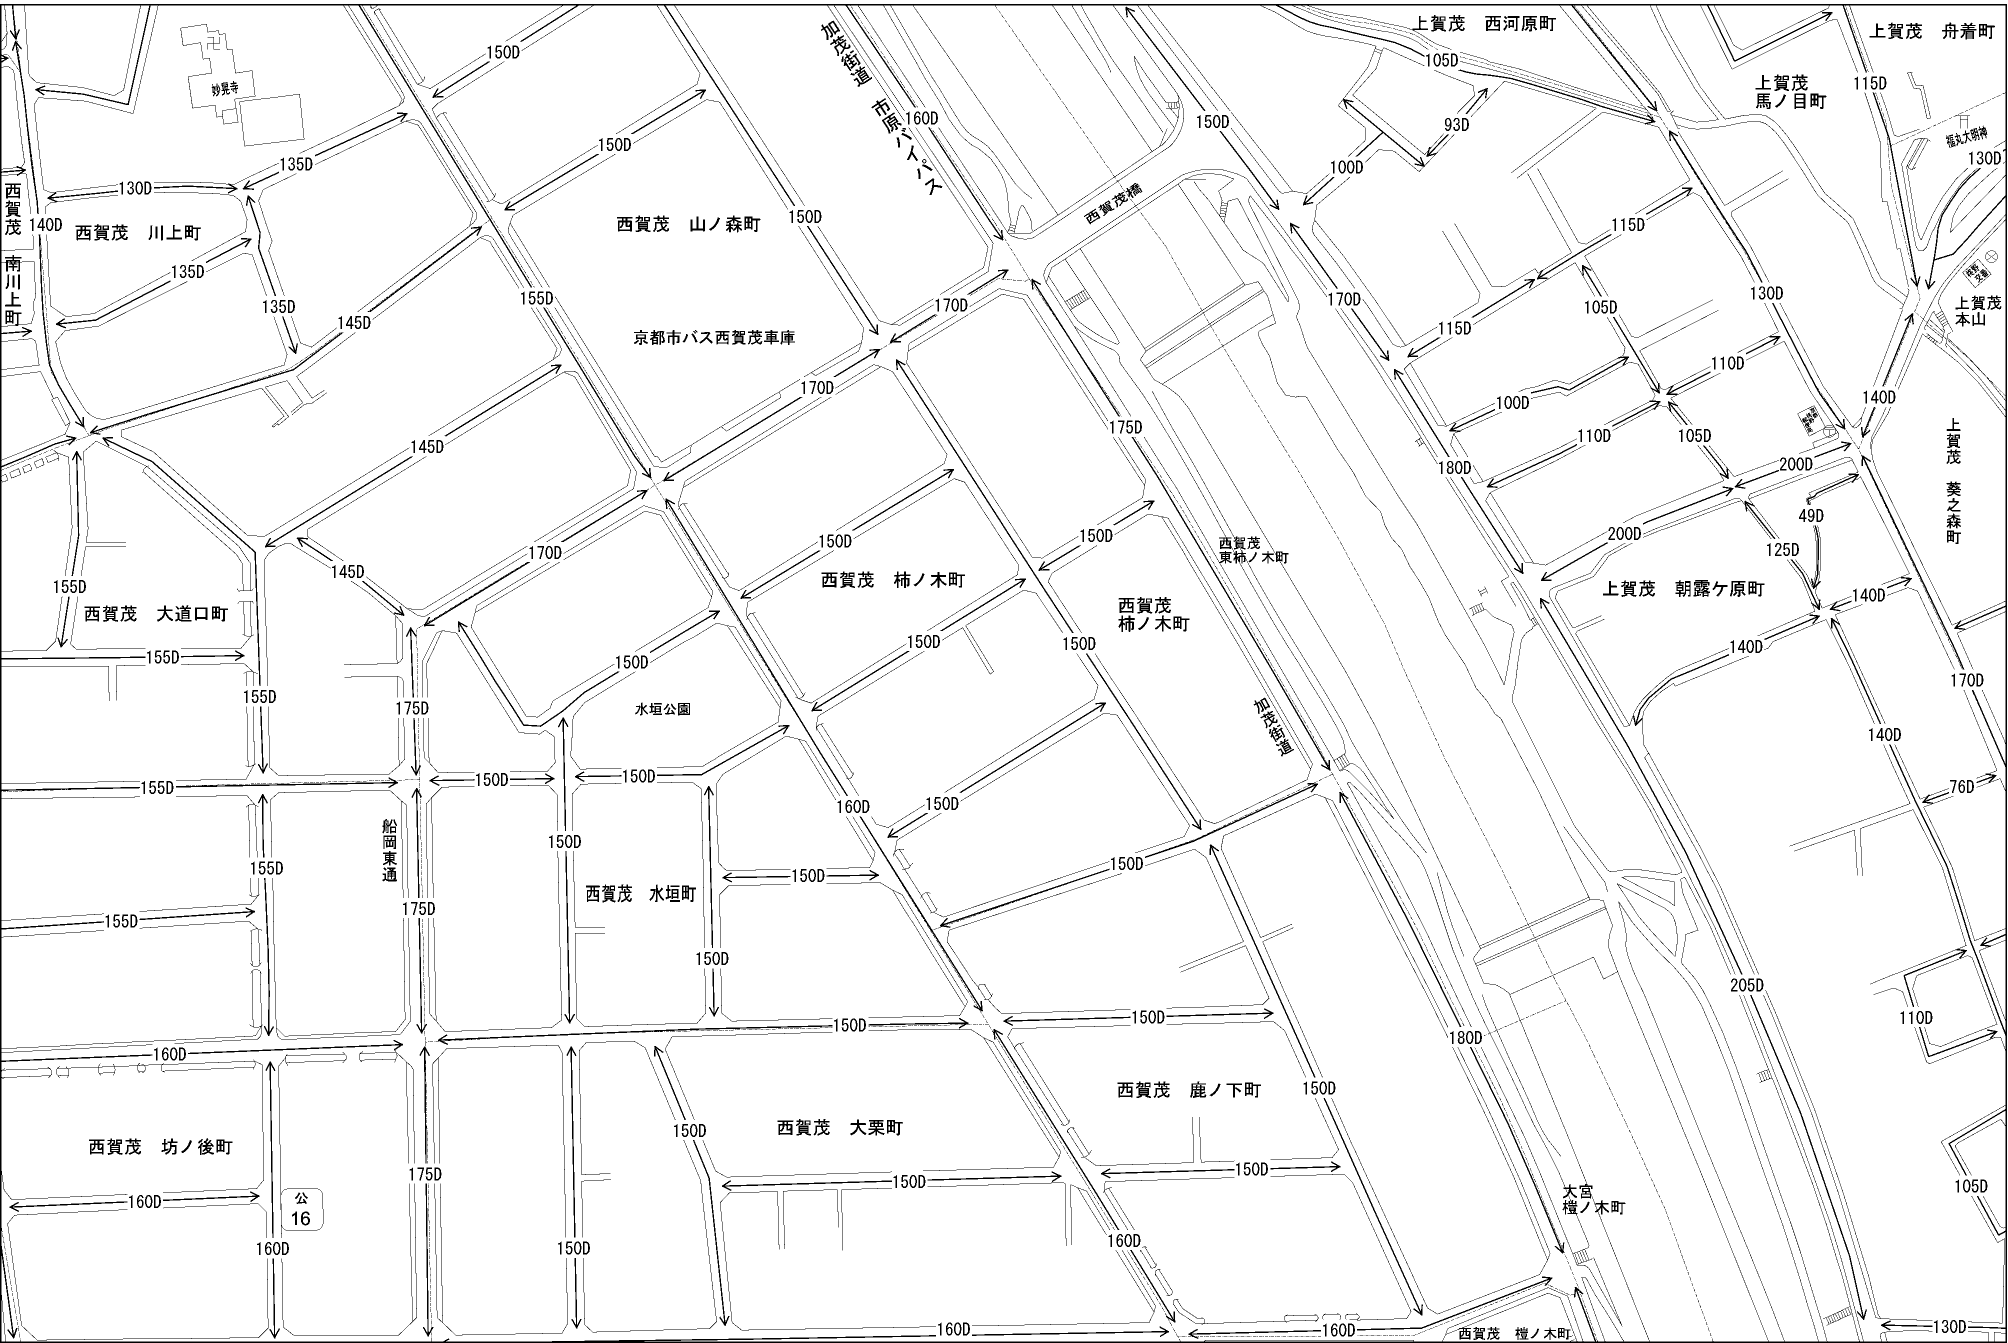 妙晃寺
150D
加茂街道 市原バイパス
160D
150D
105D
上賀茂 西河原町
93D
100D
上賀茂
馬ノ目町
上賀茂 舟着町
115D
福丸大明神
130D
150D
135D
130D
西賀茂 南川上町
140D
西賀茂 川上町
135D
135D
145D
155D
西賀茂 山ノ森町
150D
西賀茂橋
京都市バス西賀茂車庫
170D
170D
115D
170D
115D
105D
130D
上賀茂
本山
100D
110D
140D
110D
105D
180D
200D
上賀茂 葵之森町
175D
145D
170D
145D
150D
150D
西賀茂
東柿ノ木町
200D
49D
125D
西賀茂 柿ノ木町
西賀茂
柿ノ木町
上賀茂 朝露ケ原町
140D
155D
西賀茂 大道口町
155D
155D
150D
150D
150D
140D
175D
水垣公園
加茂街道
170D
140D
155D
150D
150D
160D
150D
76D
船岡東通
150D
155D
150D
150D
155D
175D
西賀茂 水垣町
150D
205D
160D
150D
150D
180D
110D
西賀茂 鹿ノ下町
150D
西賀茂 坊ノ後町
150D
西賀茂 大栗町
175D
150D
150D
105D
160D
公
16
大宮
𣜿ノ木町
160D
150D
160D
160D
160D
西賀茂 𣜿ノ木町
130D